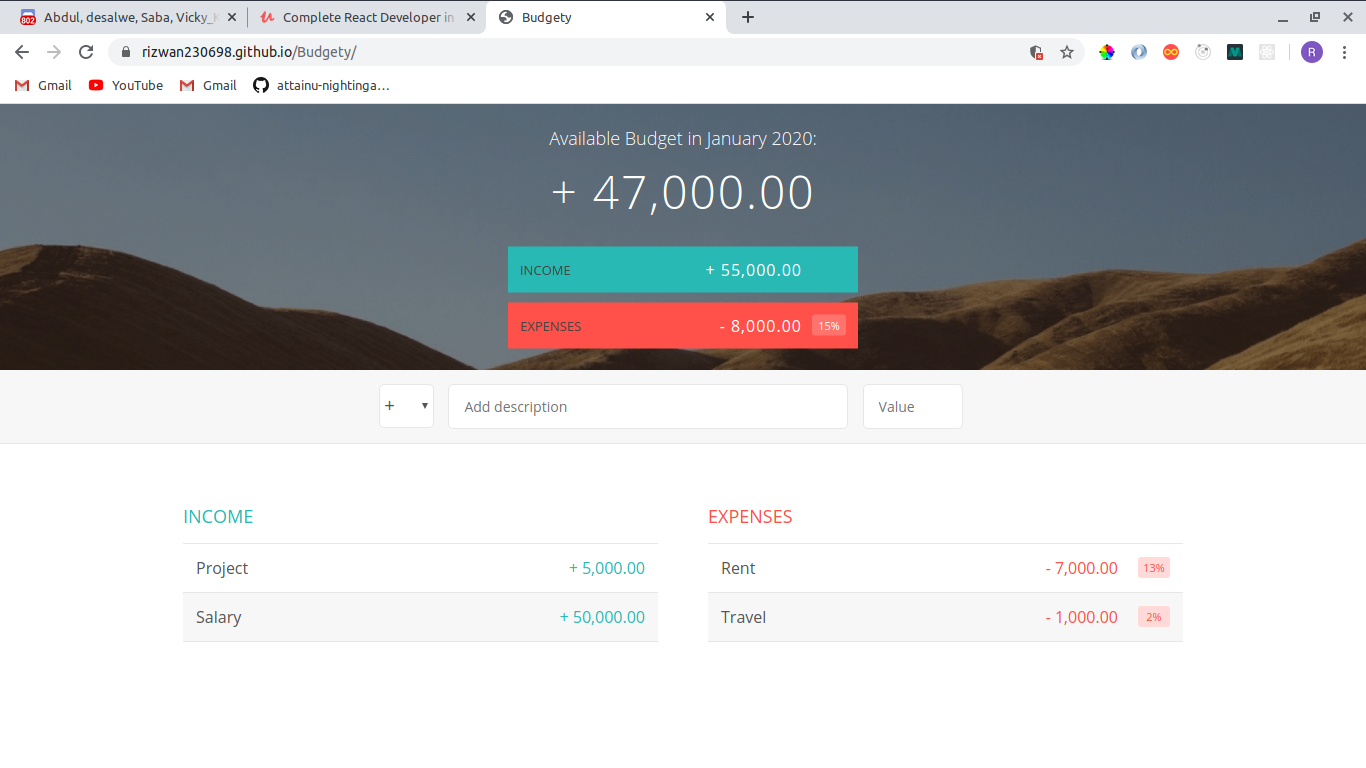 802 Abdul, desalwe, Saba, Vicky_
Complete React Developer in
Budgety
rizwan230698.github.io/Budgety/
R
Gmail
YouTube
Gmail
attainu-nightinga...
Available Budget in January 2020:
+ 47,000.00
INCOME + 55,000.00
EXPENSES - 8,000.00 15%
+
Add description
Value
INCOME
Project + 5,000.00
Salary + 50,000.00
EXPENSES
Rent - 7,000.00 13%
Travel - 1,000.00 2%